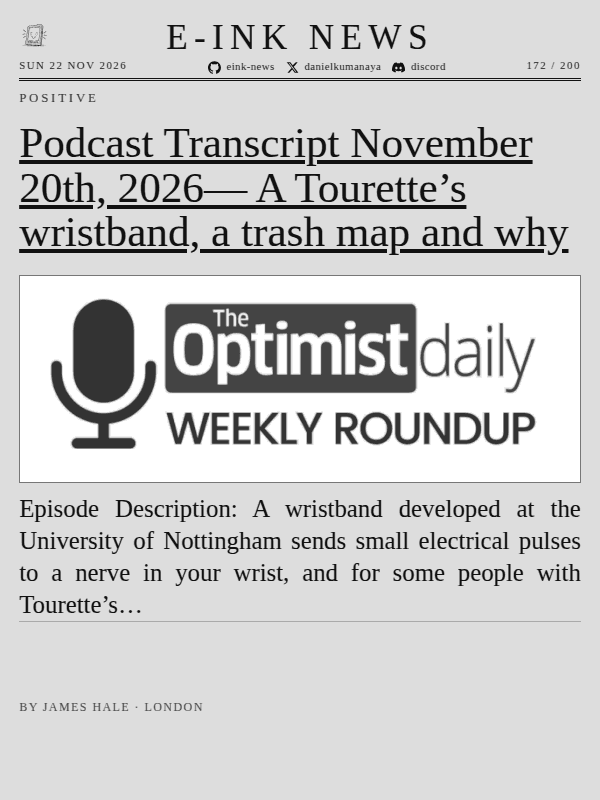 E-INK NEWS
SUN 22 NOV 2026
eink-news
danielkumanaya
discord
172 / 200
POSITIVE
Podcast Transcript November
20th, 2026— A Tourette’s
wristband, a trash map and why
The
Optimist daily
WEEKLY ROUNDUP
Episode Description: A wristband developed at the
University of Nottingham sends small electrical pulses
to a nerve in your wrist, and for some people with
Tourette’s…
BY JAMES HALE · LONDON